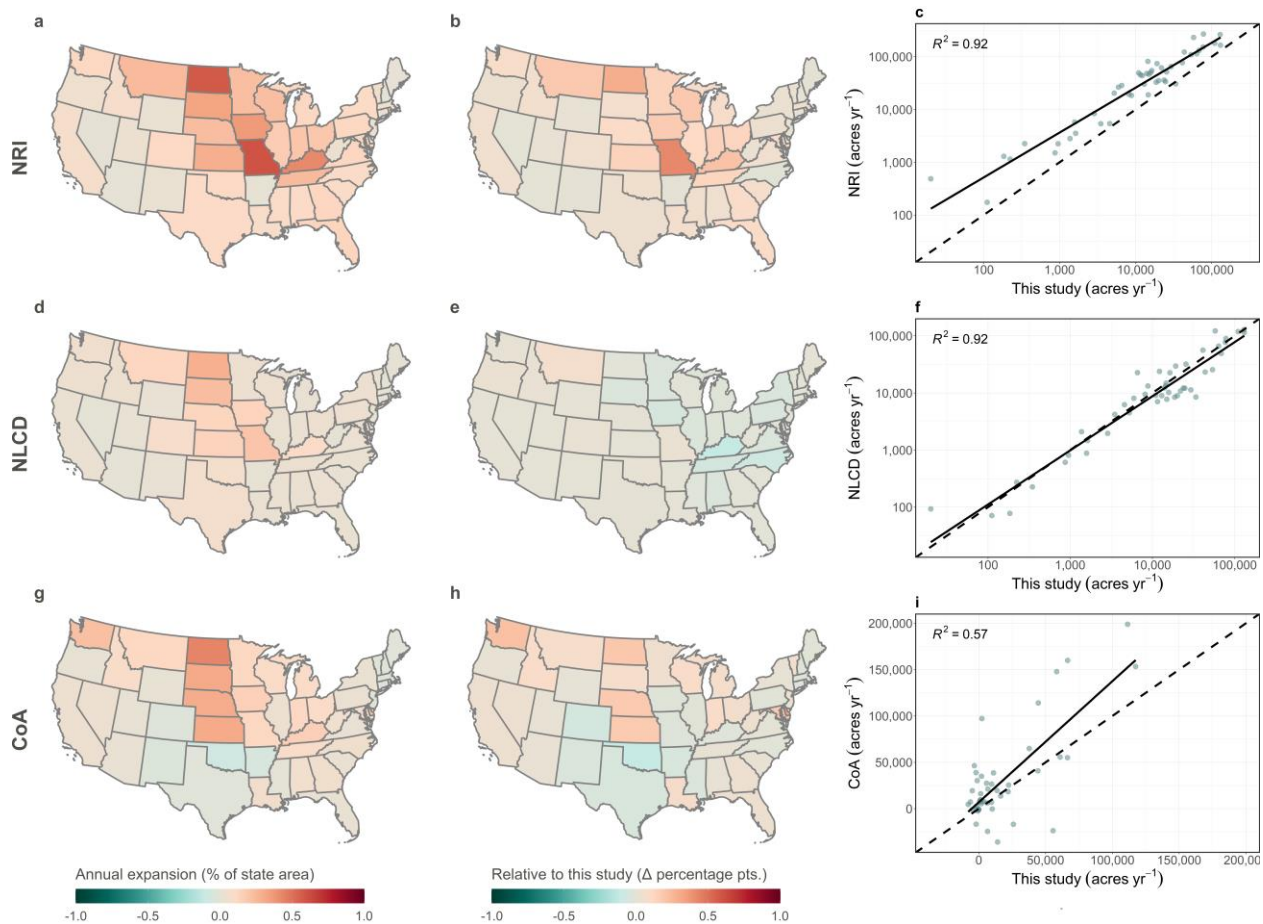 a
b
c
NRI
R² = 0.92
NRI (acres yr⁻¹)
100,000
10,000
1,000
100
100
1,000
10,000
100,000
This study (acres yr⁻¹)
d
e
f
NLCD
R² = 0.92
NLCD (acres yr⁻¹)
100,000
10,000
1,000
100
100
1,000
10,000
100,000
This study (acres yr⁻¹)
g
h
i
CoA
R² = 0.57
CoA (acres yr⁻¹)
200,000
150,000
100,000
50,000
0
0
50,000
100,000
150,000
200,00
This study (acres yr⁻¹)
Annual expansion (% of state area)
-1.0
-0.5
0.0
0.5
1.0
Relative to this study (Δ percentage pts.)
-1.0
-0.5
0.0
0.5
1.0